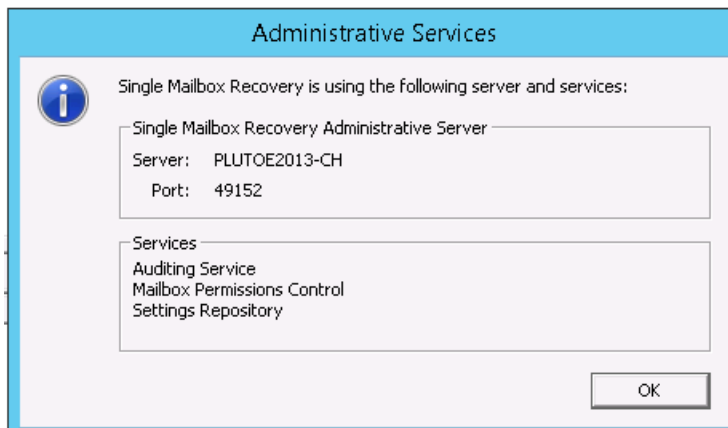 Administrative Services
Single Mailbox Recovery is using the following server and services:
Single Mailbox Recovery Administrative Server
Server: PLUTOE2013-CH
Port: 49152
Services
Auditing Service
Mailbox Permissions Control
Settings Repository
OK